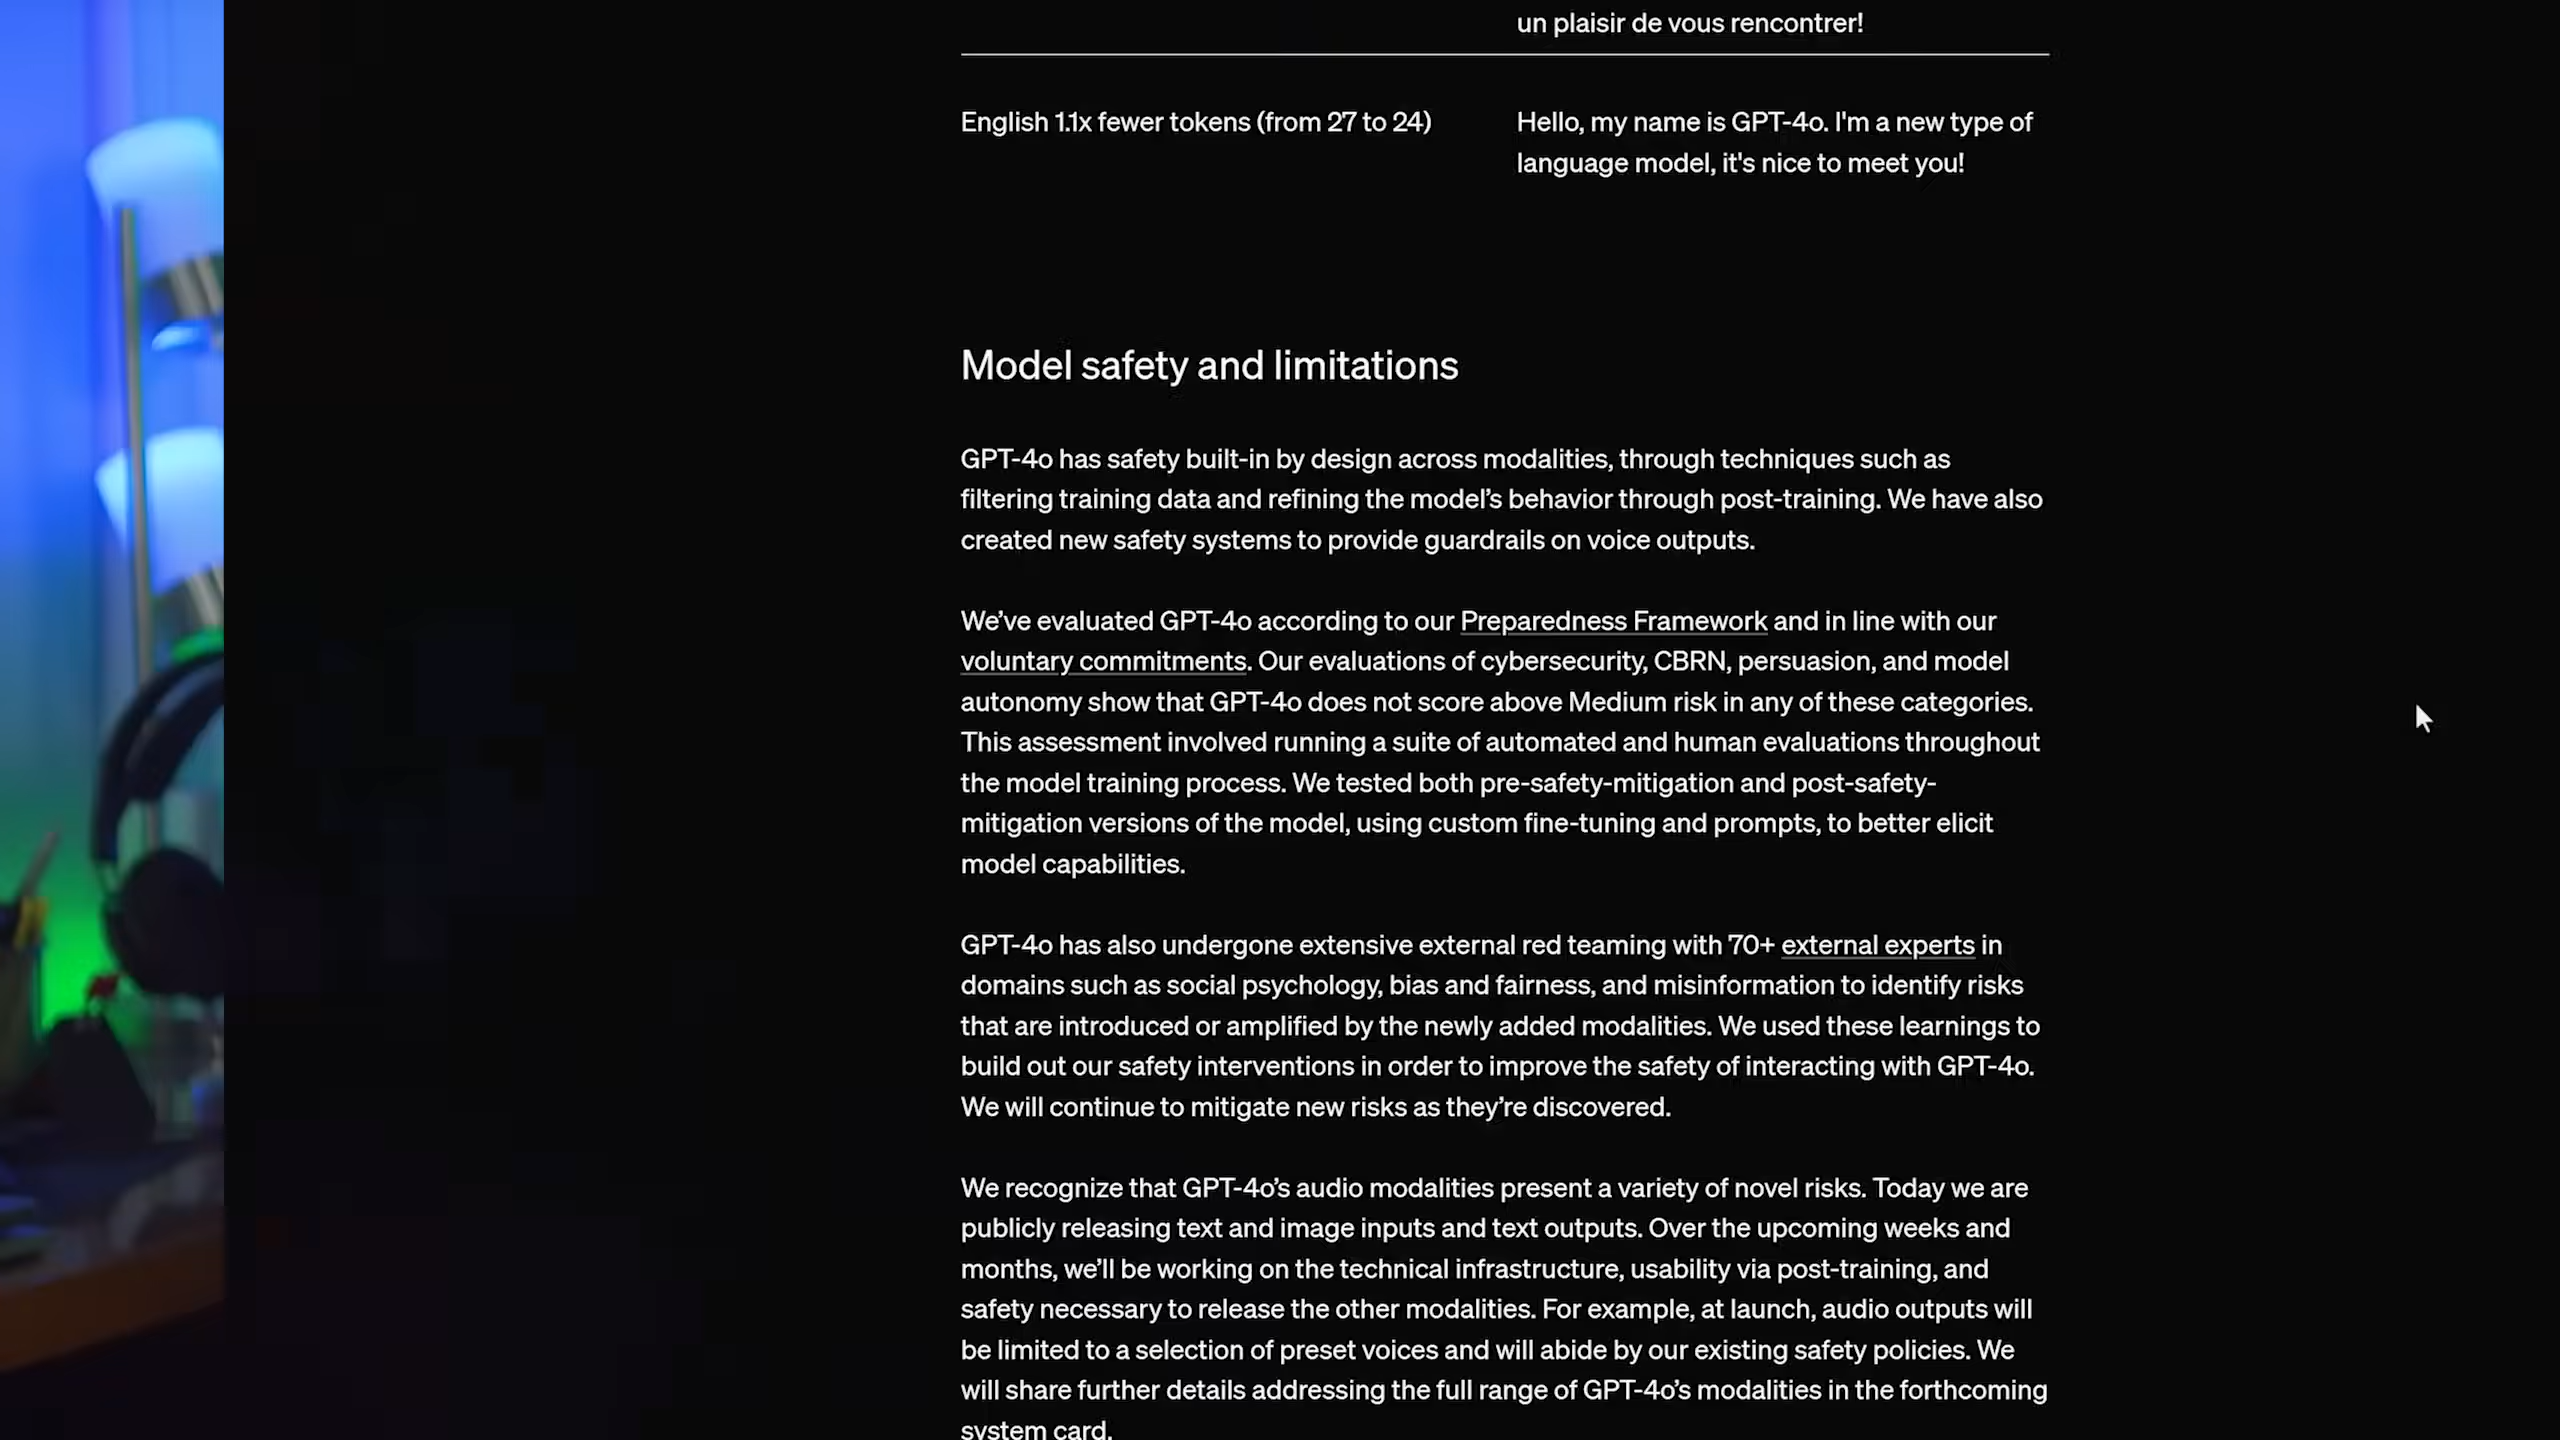 un plaisir de vous rencontrer!
English 1.1x fewer tokens (from 27 to 24)
Hello, my name is GPT-4o. I'm a new type of
language model, it's nice to meet you!
Model safety and limitations
GPT-4o has safety built-in by design across modalities, through techniques such as
filtering training data and refining the model’s behavior through post-training. We have also
created new safety systems to provide guardrails on voice outputs.
We’ve evaluated GPT-4o according to our Preparedness Framework and in line with our
voluntary commitments. Our evaluations of cybersecurity, CBRN, persuasion, and model
autonomy show that GPT-4o does not score above Medium risk in any of these categories.
This assessment involved running a suite of automated and human evaluations throughout
the model training process. We tested both pre-safety-mitigation and post-safety-
mitigation versions of the model, using custom fine-tuning and prompts, to better elicit
model capabilities.
GPT-4o has also undergone extensive external red teaming with 70+ external experts in
domains such as social psychology, bias and fairness, and misinformation to identify risks
that are introduced or amplified by the newly added modalities. We used these learnings to
build out our safety interventions in order to improve the safety of interacting with GPT-4o.
We will continue to mitigate new risks as they’re discovered.
We recognize that GPT-4o’s audio modalities present a variety of novel risks. Today we are
publicly releasing text and image inputs and text outputs. Over the upcoming weeks and
months, we’ll be working on the technical infrastructure, usability via post-training, and
safety necessary to release the other modalities. For example, at launch, audio outputs will
be limited to a selection of preset voices and will abide by our existing safety policies. We
will share further details addressing the full range of GPT-4o’s modalities in the forthcoming
system card.